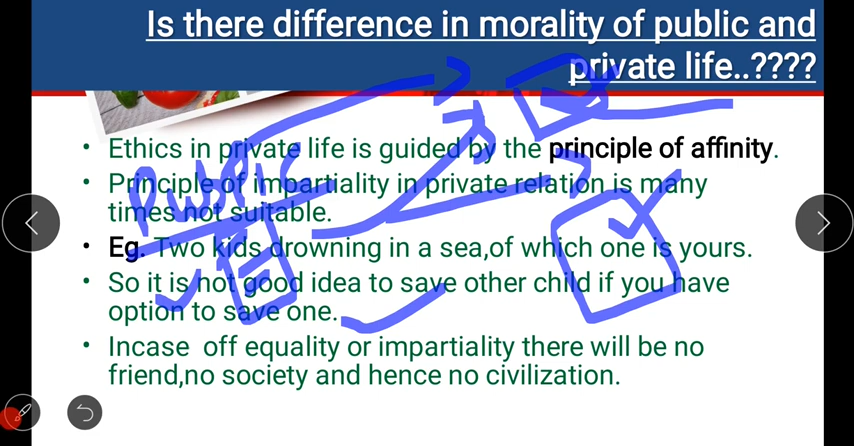 Is there difference in morality of public and
private life..????
• Ethics in private life is guided by the principle of affinity.
• Principle of impartiality in private relation is many
times not suitable.
• Eg. Two kids drowning in a sea,of which one is yours.
• So it is not good idea to save other child if you have
option to save one.
• Incase off equality or impartiality there will be no
friend,no society and hence no civilization.
Public